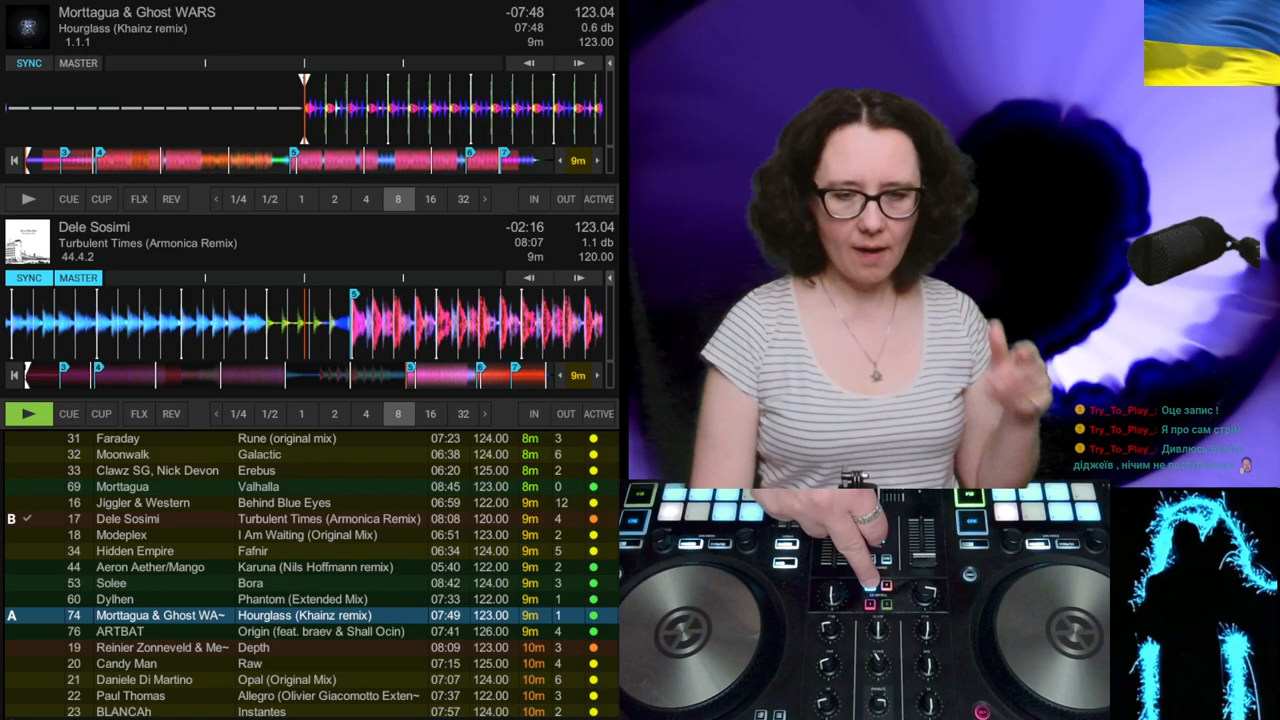 Morttagua & Ghost WARS -07:48 123.04
Hourglass (Khainz remix) 07:48 0.6 db
1.1.1 9m 123.00
SYNC MASTER
3 4 5 6 7 9m
CUE CUP FLX REV 1/4 1/2 1 2 4 8 16 32 IN OUT ACTIVE
Dele Sosimi -02:16 123.04
Turbulent Times (Armonica Remix) 08:07 1.1 db
44.4.2 9m 120.00
SYNC MASTER
5
3 4 5 6 7 9m
CUE CUP FLX REV 1/4 1/2 1 2 4 8 16 32 IN OUT ACTIVE
31 Faraday Rune (original mix) 07:23 124.00 8m 3
32 Moonwalk Galactic 06:38 124.00 8m 6
33 Clawz SG, Nick Devon Erebus 06:20 125.00 8m 2
69 Morttagua Valhalla 08:45 123.00 8m 0
16 Jiggler & Western Behind Blue Eyes 06:59 122.00 9m 12
B 17 Dele Sosimi Turbulent Times (Armonica Remix) 08:08 120.00 9m 4
18 Modeplex I Am Waiting (Original Mix) 06:51 123.00 9m 2
34 Hidden Empire Fafnir 06:34 124.00 9m 5
44 Aeron Aether/Mango Karuna (Nils Hoffmann remix) 05:40 122.00 9m 2
53 Solee Bora 08:42 124.00 9m 3
60 Dylhen Phantom (Extended Mix) 07:33 122.00 9m 1
A 74 Morttagua & Ghost WA~ Hourglass (Khainz remix) 07:49 123.00 9m 1
76 ARTBAT Origin (feat. braev & Shall Ocin) 07:41 126.00 9m 4
19 Reinier Zonneveld & Me~ Depth 08:09 123.00 10m 3
20 Candy Man Raw 07:15 125.00 10m 4
21 Daniele Di Martino Opal (Original Mix) 07:07 124.00 10m 6
22 Paul Thomas Allegro (Olivier Giacomotto Exten~ 07:37 122.00 10m 3
23 BLANCAh Instantes 07:57 124.00 10m 2
Try_To_Play_: Оце запис !
Try_To_Play_: Я про сам стрім
Try_To_Play_: Дивлюсь
діджеїв , нічим не